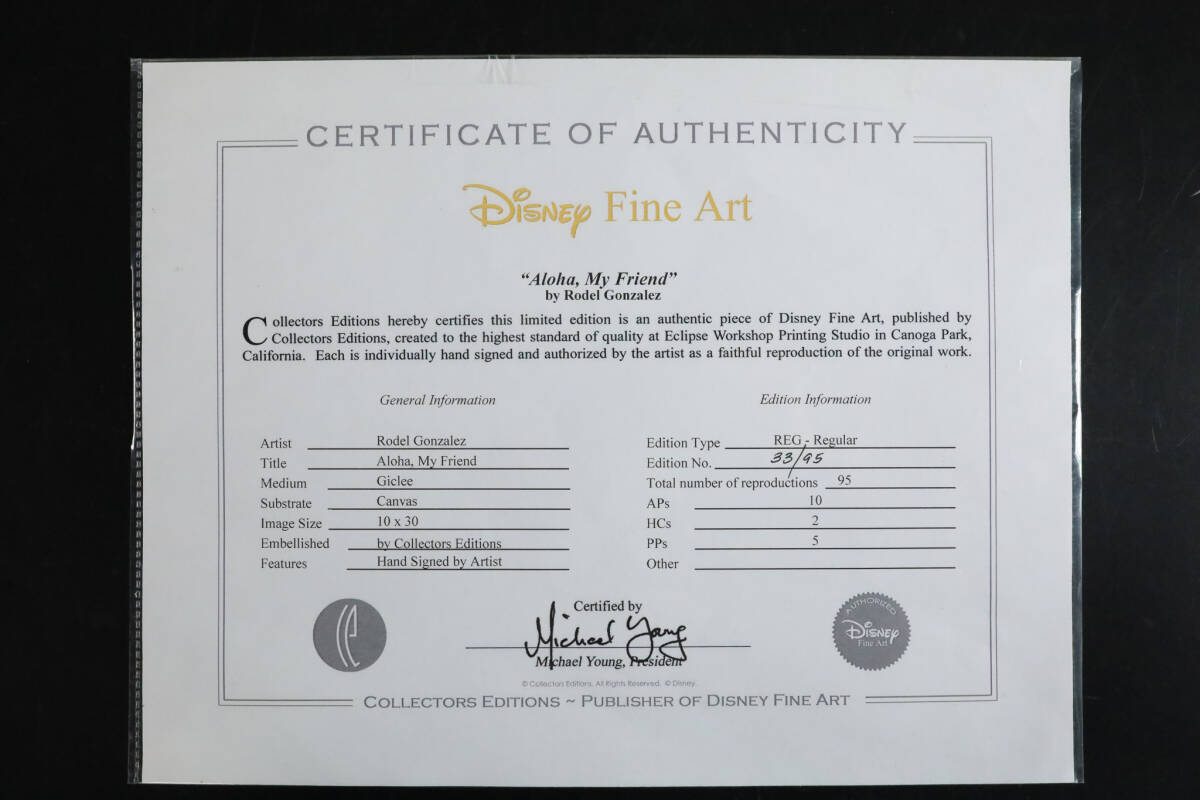 CERTIFICATE OF AUTHENTICITY
Disney Fine Art
“Aloha, My Friend”
by Rodel Gonzalez
Collectors Editions hereby certifies this limited edition is an authentic piece of Disney Fine Art, published by
Collectors Editions, created to the highest standard of quality at Eclipse Workshop Printing Studio in Canoga Park,
California. Each is individually hand signed and authorized by the artist as a faithful reproduction of the original work.
General Information
Artist Rodel Gonzalez
Title Aloha, My Friend
Medium Giclee
Substrate Canvas
Image Size 10 x 30
Embellished by Collectors Editions
Features Hand Signed by Artist
Edition Information
Edition Type REG - Regular
Edition No. 33/95
Total number of reproductions 95
APs 10
HCs 2
PPs 5
Other
Certified by
Michael Young
Michael Young, President
AUTHORIZED
Disney
Fine Art
© Collectors Editions. All Rights Reserved. © Disney.
COLLECTORS EDITIONS ~ PUBLISHER OF DISNEY FINE ART